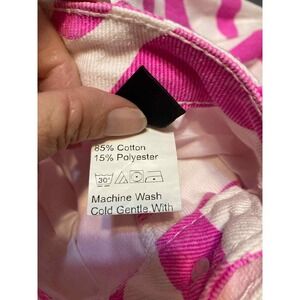 85% Cotton
15% Polyester
30°
Machine Wash
Cold Gentle With